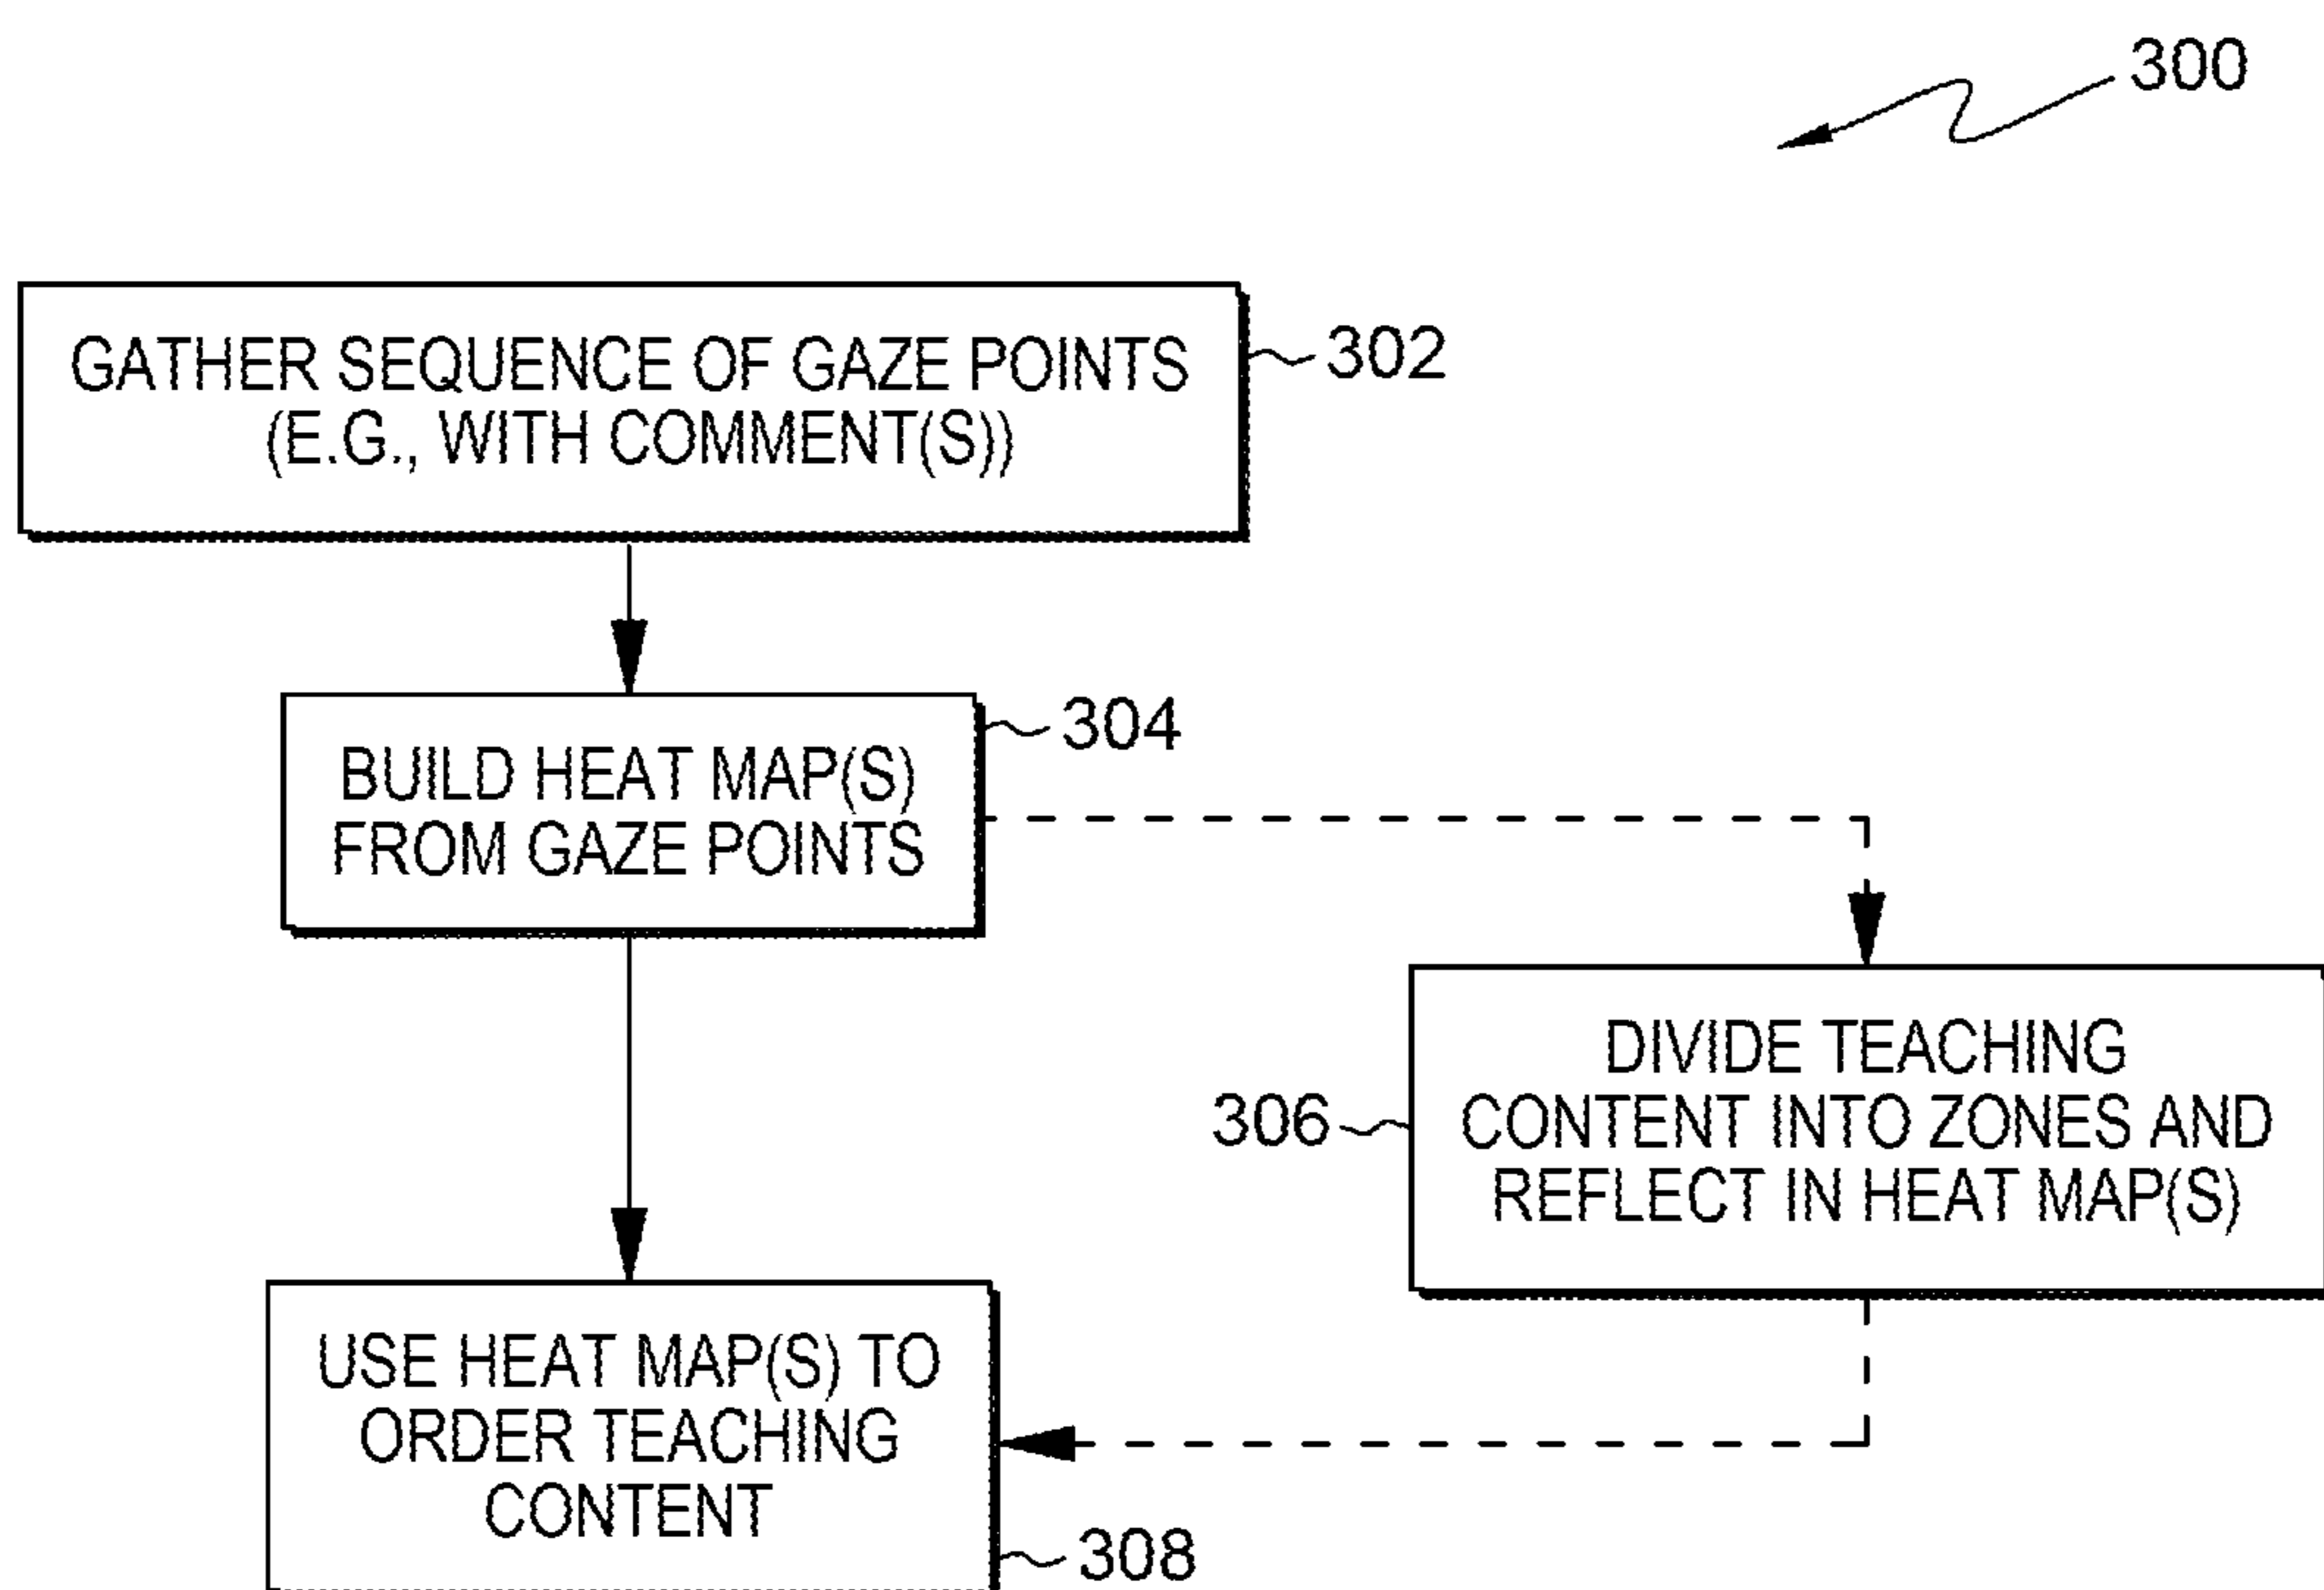 300
GATHER SEQUENCE OF GAZE POINTS
(E.G., WITH COMMENT(S))
302
304
BUILD HEAT MAP(S)
FROM GAZE POINTS
DIVIDE TEACHING
CONTENT INTO ZONES AND
REFLECT IN HEAT MAP(S)
306
USE HEAT MAP(S) TO
ORDER TEACHING
CONTENT
308